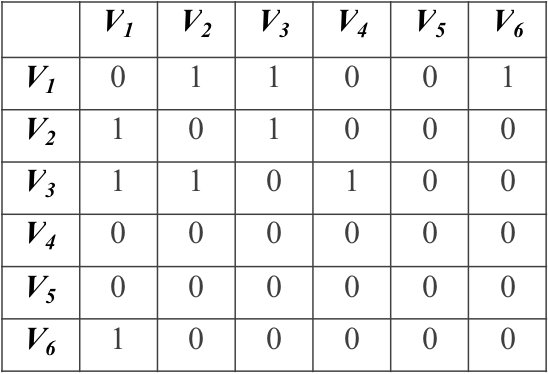 V1 V2 V3 V4 V5 V6
V1 0 1 1 0 0 1
V2 1 0 1 0 0 0
V3 1 1 0 1 0 0
V4 0 0 0 0 0 0
V5 0 0 0 0 0 0
V6 1 0 0 0 0 0